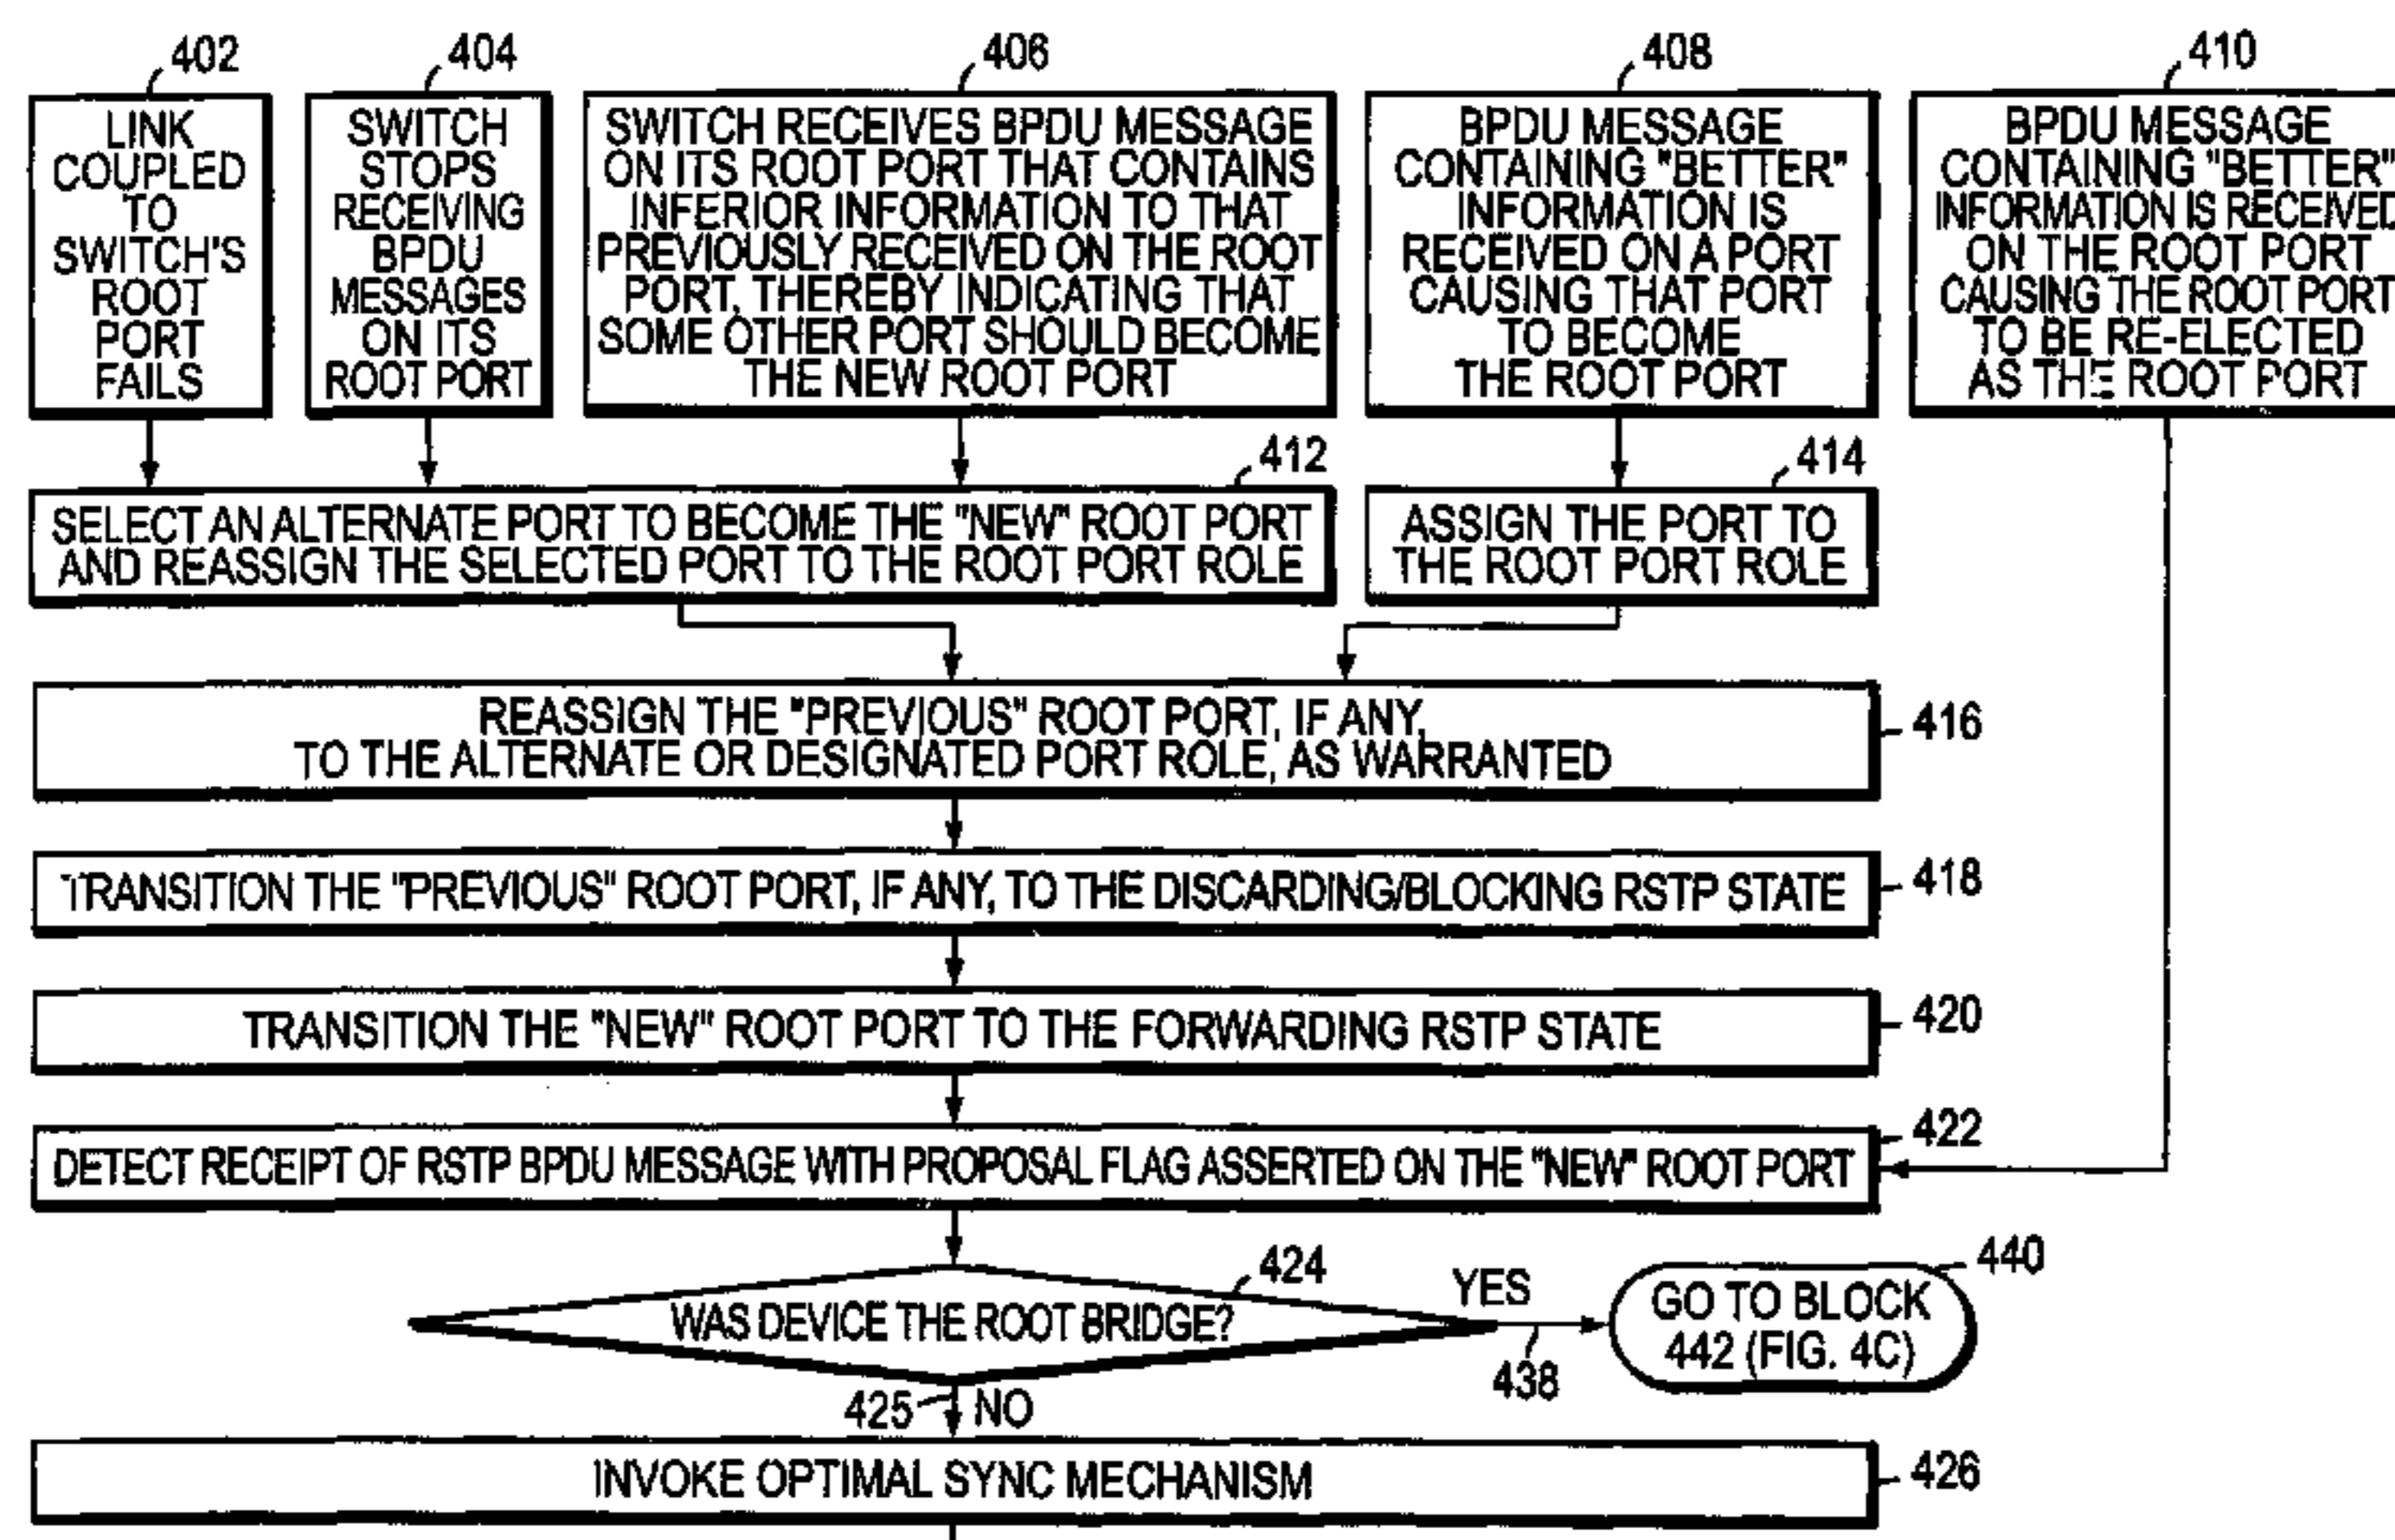 402
LINK
COUPLED
TO
SWITCH'S
ROOT
PORT
FAILS
404
SWITCH
STOPS
RECEIVING
BPDU
MESSAGES
ON ITS
ROOT PORT
406
SWITCH RECEIVES BPDU MESSAGE
ON ITS ROOT PORT THAT CONTAINS
INFERIOR INFORMATION TO THAT
PREVIOUSLY RECEIVED ON THE ROOT
PORT, THEREBY INDICATING THAT
SOME OTHER PORT SHOULD BECOME
THE NEW ROOT PORT
408
BPDU MESSAGE
CONTAINING "BETTER"
INFORMATION IS
RECEIVED ON A PORT
CAUSING THAT PORT
TO BECOME
THE ROOT PORT
410
BPDU MESSAGE
CONTAINING "BETTER"
INFORMATION IS RECEIVED
ON THE ROOT PORT
CAUSING THE ROOT PORT
TO BE RE-ELECTED
AS THE ROOT PORT
412
SELECT AN ALTERNATE PORT TO BECOME THE "NEW" ROOT PORT
AND REASSIGN THE SELECTED PORT TO THE ROOT PORT ROLE
414
ASSIGN THE PORT TO
THE ROOT PORT ROLE
REASSIGN THE "PREVIOUS" ROOT PORT, IF ANY,
TO THE ALTERNATE OR DESIGNATED PORT ROLE, AS WARRANTED
416
TRANSITION THE "PREVIOUS" ROOT PORT, IF ANY, TO THE DISCARDING/BLOCKING RSTP STATE
418
TRANSITION THE "NEW" ROOT PORT TO THE FORWARDING RSTP STATE
420
DETECT RECEIPT OF RSTP BPDU MESSAGE WITH PROPOSAL FLAG ASSERTED ON THE "NEW" ROOT PORT
422
424
WAS DEVICE THE ROOT BRIDGE?
YES
438
440
GO TO BLOCK
442 (FIG. 4C)
425
NO
INVOKE OPTIMAL SYNC MECHANISM
426